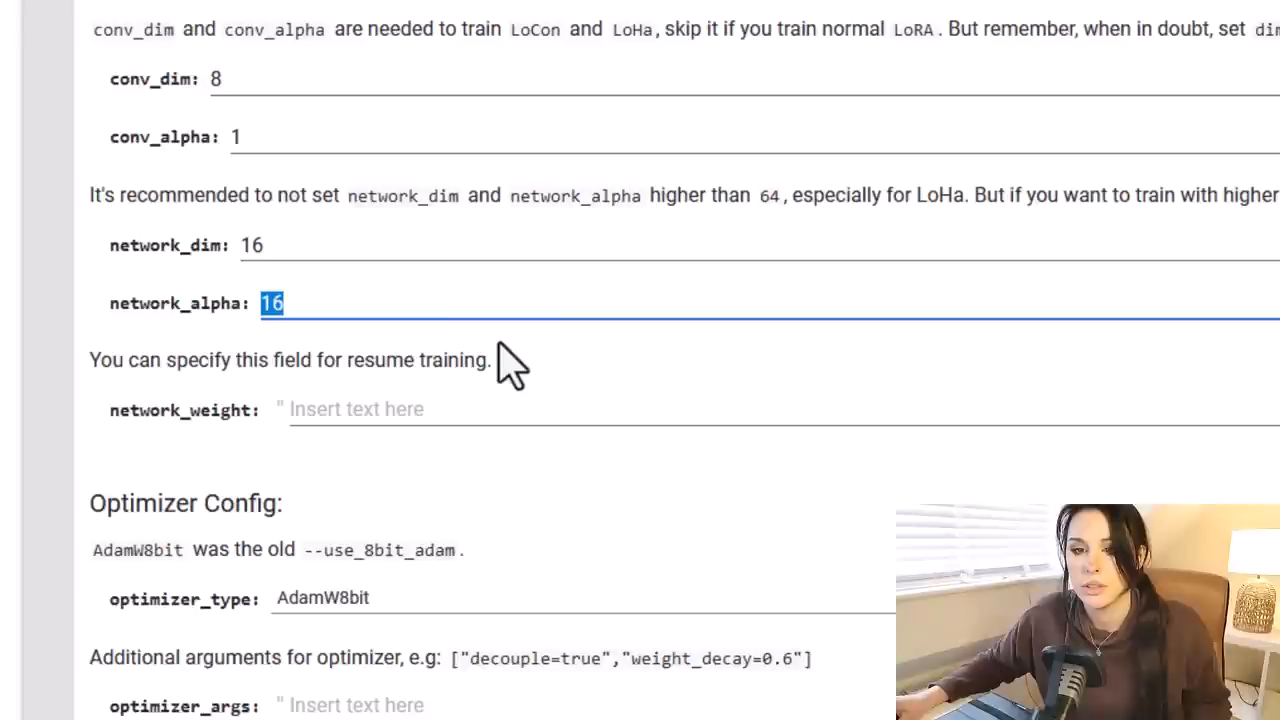 conv_dim and conv_alpha are needed to train LoCon and LoHa, skip it if you train normal LoRA. But remember, when in doubt, set
conv_dim: 8
conv_alpha: 1
It's recommended to not set network_dim and network_alpha higher than 64, especially for LoHa. But if you want to train with higher
network_dim: 16
network_alpha: 16
You can specify this field for resume training.
network_weight: " Insert text here
Optimizer Config:
AdamW8bit was the old --use_8bit_adam.
optimizer_type: AdamW8bit
Additional arguments for optimizer, e.g: ["decouple=true","weight_decay=0.6"]
optimizer_args: " Insert text here